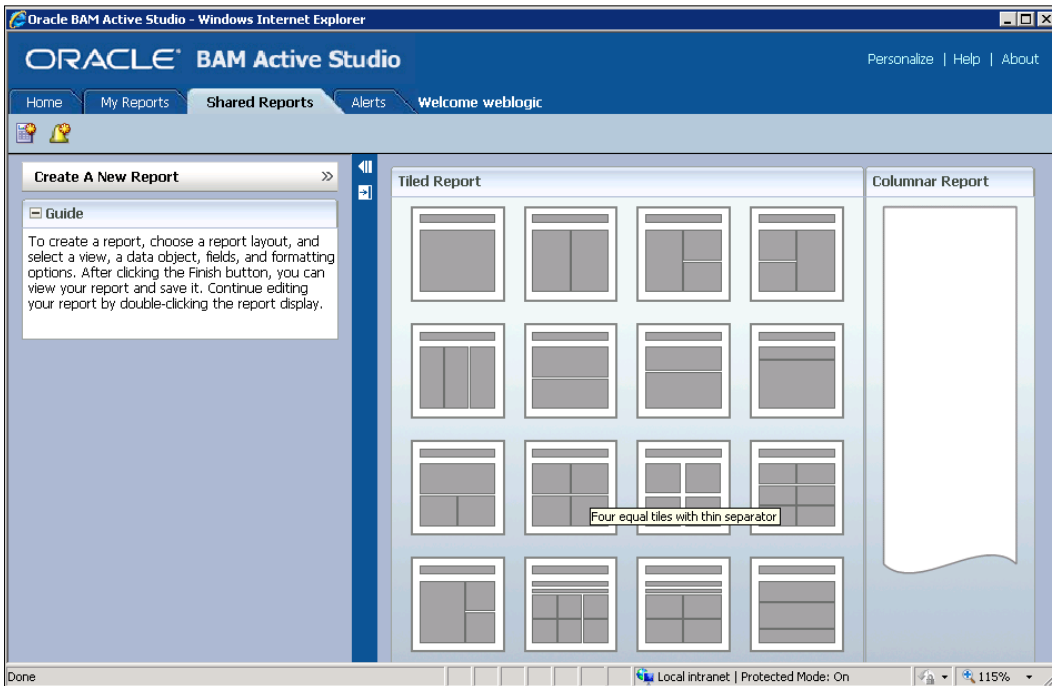 Oracle BAM Active Studio - Windows Internet Explorer
ORACLE BAM Active Studio
Personalize | Help | About
Home
My Reports
Shared Reports
Alerts
Welcome weblogic
Create A New Report »
Guide
To create a report, choose a report layout, and
select a view, a data object, fields, and formatting
options. After clicking the Finish button, you can
view your report and save it. Continue editing
your report by double-clicking the report display.
Tiled Report
Columnar Report
Four equal tiles with thin separator
Done
Local intranet | Protected Mode: On
115%